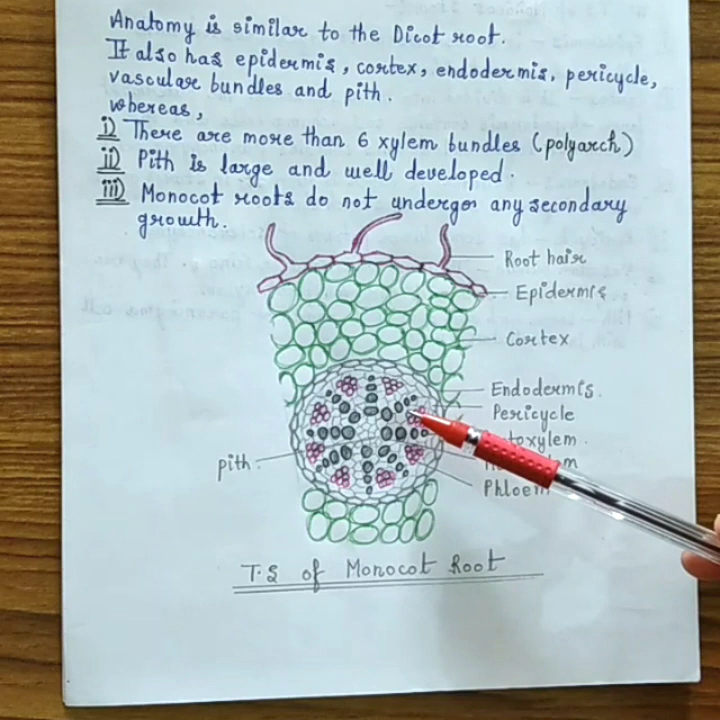 Anatomy is similar to the Dicot root.
It also has epidermis, cortex, endodermis, pericycle,
vascular bundles and pith.
whereas,
i) There are more than 6 xylem bundles (polyarch)
ii) Pith is large and well developed.
iii) Monocot roots do not undergo any secondary
growth.
Root hair
Epidermis
Cortex
Endodermis.
Pericycle
pith
Phloem
T.S of Monocot Root